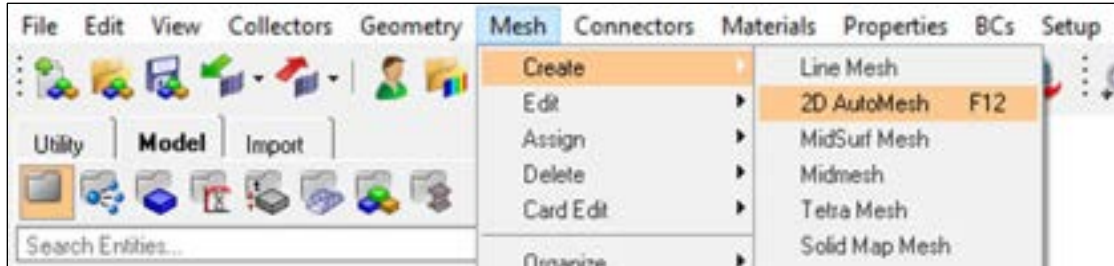 File Edit View Collectors Geometry Mesh Connectors Materials Properties BCs Setup
Utility Model Import
Search Entities...
Create
Edit
Assign
Delete
Card Edit
Organize
Line Mesh
2D AutoMesh F12
MidSurf Mesh
Midmesh
Tetra Mesh
Solid Map Mesh